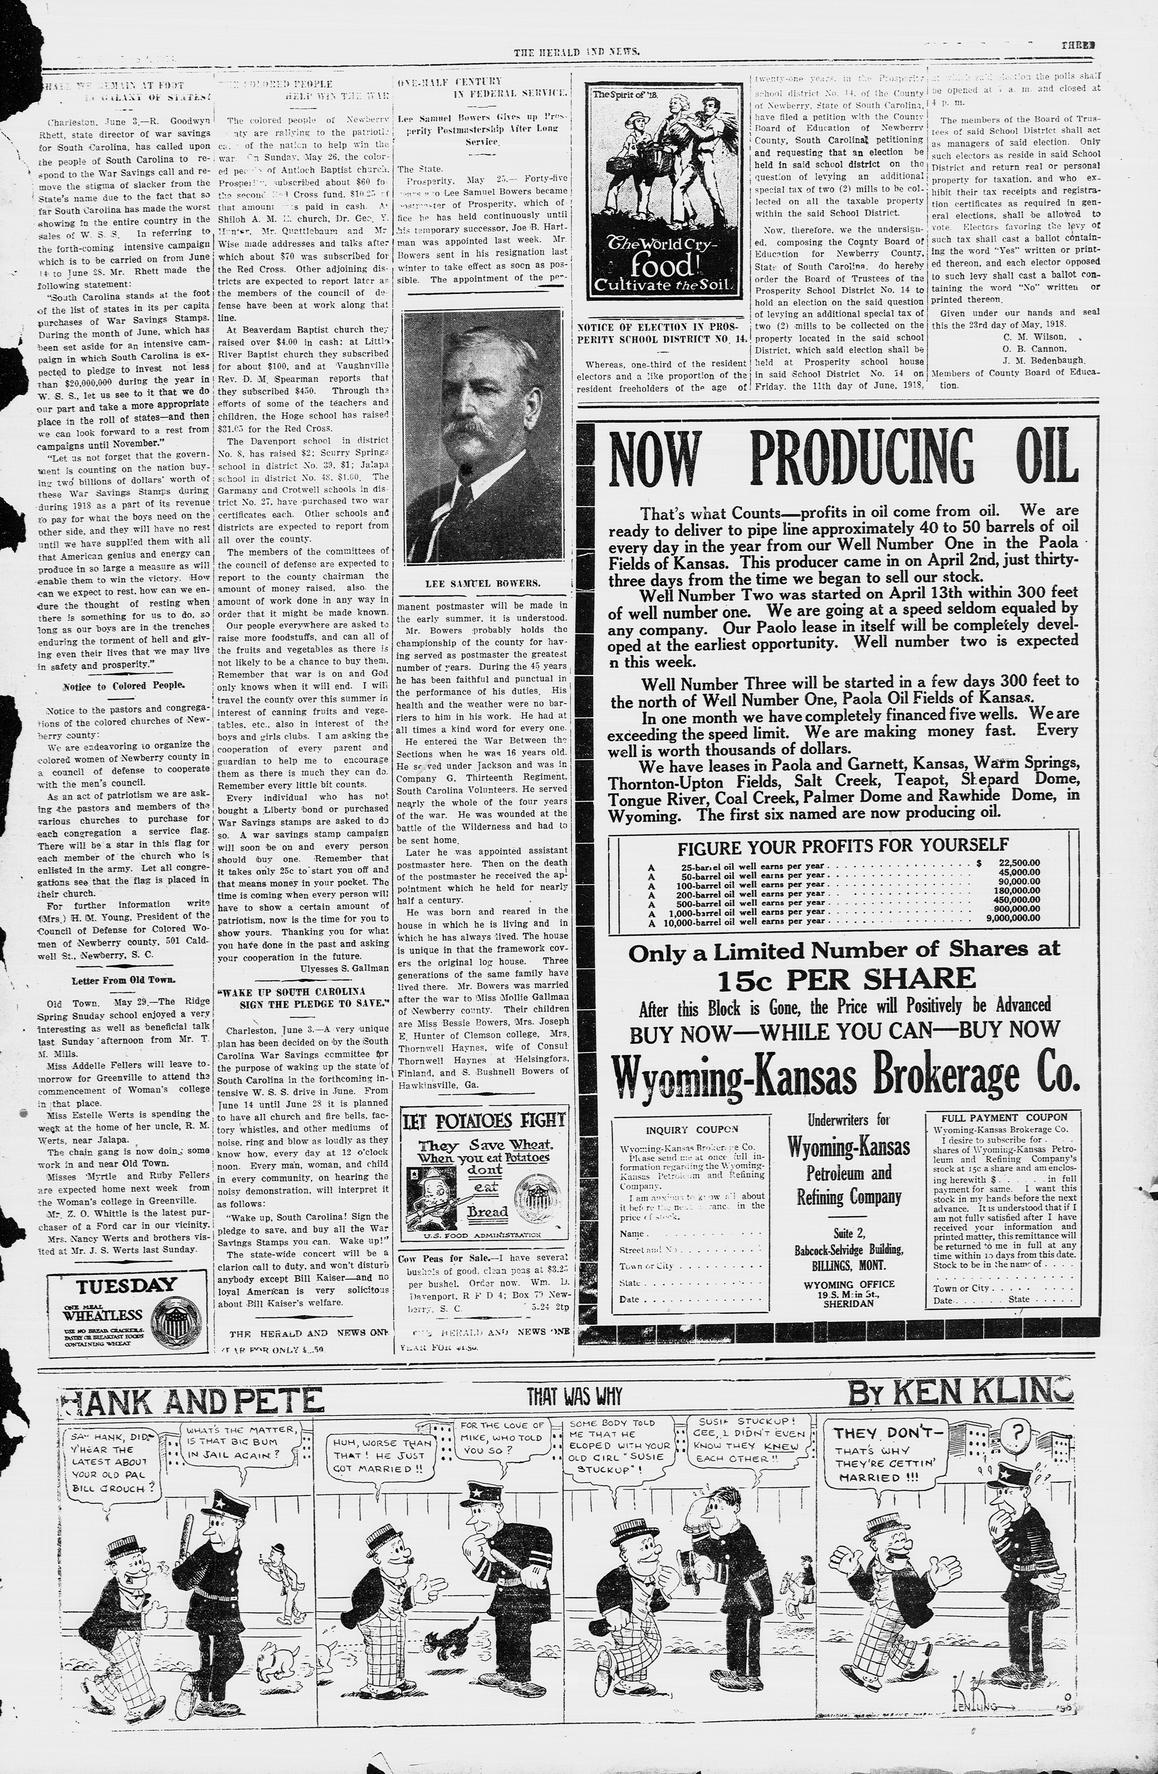 THE HERALD AND NEWS.
THREE
REMAIN AT FOOT
GALAXY OF STATES?
Charleston, June 3.—R. Goodwyn
Rhett, state director of war savings
for South Carolina, has called upon
the people of South Carolina to re-
spond to the War Savings call and re-
move the stigma of slacker from the
State's name due to the fact that so
far South Carolina has made the worst
showing in the entire country in the
sales of W. S. S. In referring to
the forth-coming intensive campaign
which is to be carried on from June
14 to June 28, Mr. Rhett made the
following statement:
"South Carolina stands at the foot
of the list of states in its per capita
purchases of War Savings Stamps.
During the month of June, which has
been set aside for an intensive cam-
paign in which South Carolina is ex-
pected to pledge to invest not less
than $20,000,000 during the year in
W. S. S., let us see to it that we do
our part and take a more appropriate
place in the roll of states—and then
we can look forward to a rest from
campaigns until November."
"Let us not forget that the govern-
ment is counting on the nation buy-
ing two billions of dollars' worth of
these War Savings Stamps during
during 1918 as a part of its revenue
to pay for what the boys need on the
other side, and they will have no rest
until we have supplied them with all
that American genius and energy can
produce in so large a measure as will
enable them to win the victory. How
can we expect to rest, how can we en-
dure the thought of resting when
there is something for us to do, so
long as our boys are in the trenches
enduring the torment of hell and giv-
ing even their lives that we may live
in safety and prosperity."
Notice to Colored People.
Notice to the pastors and congrega-
tions of the colored churches of New-
berry county:
We are endeavoring to organize the
colored women of Newberry county in
a council of defense to cooperate
with the men's council.
As an act of patriotism we are ask-
ing the pastors and members of the
various churches to purchase for
each congregation a service flag.
There will be a star in this flag for
each member of the church who is
enlisted in the army. Let all congre-
gations see that the flag is placed in
their church.
For further information write
(Mrs.) H. M. Young, President of the
Council of Defense for Colored Wo-
men of Newberry county, 501 Cald-
well St., Newberry, S. C.
Letter From Old Town.
Old Town, May 29.—The Ridge
Spring Snuday school enjoyed a very
interesting as well as beneficial talk
last Sunday afternoon from Mr. T.
M. Mills.
Miss Addelle Fellers will leave to-
morrow for Greenville to attend the
commencement of Woman's college
in that place.
Miss Estelle Werts is spending the
week at the home of her uncle, R. M.
Werts, near Jalapa.
The chain gang is now doing some
work in and near Old Town.
Misses Myrtle and Ruby Fellers
are expected home next week from
the Woman's college in Greenville.
Mr. Z. O. Whittle is the latest pur-
chaser of a Ford car in our vicinity.
Mrs. Nancy Werts and brothers vis-
ited at Mr. J. S. Werts last Sunday.
TUESDAY
ONE MEAL
WHEATLESS
USE NO BREAD, CRACKERS,
PASTRY OR BREAKFAST FOODS
CONTAINING WHEAT
COLORED PEOPLE
HELP WIN THE WAR
The colored people of Newberry
are rallying to the patriotic
of the nation to help win the
war. On Sunday, May 26, the color-
ed people of Antioch Baptist church,
subscribed about $60 to
the second Cross fund, $10.25 of
that amount paid in cash. At
Shiloh A. M. E. church, Dr. Geo. Y.
Hunter, Mr. Quattlebaum and Mr.
Wise made addresses and talks after
which about $70 was subscribed for
the Red Cross. Other adjoining dis-
tricts are expected to report later as
the members of the council of de-
fense have been at work along that
line.
At Beaverdam Baptist church they
raised over $4.00 in cash; at Little
River Baptist church they subscribed
for about $100, and at Vaughnville
Rev. D. M. Spearman reports that
they subscribed $450. Through the
efforts of some of the teachers and
children, the Hoge school has raised
$31.05 for the Red Cross.
The Davenport school in district
No. 8, has raised $2; Scurry Springs
school in district No. 39, $1; Jalapa
school in district No. 48, $1.60. The
Garmany and Crotwell schools in dis-
trict No. 27, have purchased two war
certificates each. Other schools and
districts are expected to report from
all over the county.
The members of the committees of
the council of defense are expected to
report to the county chairman the
amount of money raised, also the
amount of work done in any way in
order that it might be made known.
Our people everywhere are asked to
raise more foodstuffs, and can all of
the fruits and vegetables as there is
not likely to be a chance to buy them.
Remember that war is on and God
only knows when it will end. I will
travel the county over this summer in
interest of canning fruits and vege-
tables, etc., also in interest of the
boys and girls clubs. I am asking the
cooperation of every parent and
guardian to help me to encourage
them as there is much they can do.
Remember every little bit counts.
Every individual who has not
bought a Liberty bond or purchased
War Savings stamps are asked to do
so. A war savings stamp campaign
will soon be on and every person
should buy one. Remember that
it takes only 25c to start you off and
that means money in your pocket. The
time is coming when every person will
have to show a certain amount of
patriotism, now is the time for you to
show yours. Thanking you for what
you have done in the past and asking
your cooperation in the future.
Ulyesses S. Gallman
"WAKE UP SOUTH CAROLINA
SIGN THE PLEDGE TO SAVE."
Charleston, June 3.—A very unique
plan has been decided on by the South
Carolina War Savings committee for
the purpose of waking up the state of
South Carolina in the forthcoming in-
tensive W. S. S. drive in June. From
June 14 until June 28 it is planned
to have all church and fire bells, fac-
tory whistles, and other mediums of
noise, ring and blow as loudly as they
know how, every day at 12 o'clock
noon. Every man, woman, and child
in every community, on hearing the
noisy demonstration, will interpret it
as follows:
"Wake up, South Carolina! Sign the
pledge to save, and buy all the War
Savings Stamps you can. Wake up!"
The state-wide concert will be a
clarion call to duty, and won't disturb
anybody except Bill Kaiser—and no
loyal American is very solicitous
about Bill Kaiser's welfare.
THE HERALD AND NEWS ONE
YEAR FOR ONLY
ONE-HALF CENTURY
IN FEDERAL SERVICE.
Lee Samuel Bowers Gives up Pros-
perity Postmastership After Long
Service.
The State.
Prosperity, May 25.— Forty-five
years ago Lee Samuel Bowers became
postmaster of Prosperity, of which of-
fice he has held continuously until
his temporary successor, Joe B. Hart-
man was appointed last week. Mr.
Bowers sent in his resignation last
winter to take effect as soon as pos-
sible. The appointment of the per-
LEE SAMUEL BOWERS.
manent postmaster will be made in
the early summer, it is understood.
Mr. Bowers probably holds the
championship of the county for hav-
ing served as postmaster the greatest
number of years. During the 45 years
he has been faithful and punctual in
the performance of his duties. His
health and the weather were no bar-
riers to him in his work. He had at
all times a kind word for every one.
He entered the War Between the
Sections when he was 16 years old.
He served under Jackson and was in
Company G, Thirteenth Regiment,
South Carolina Volunteers. He served
nearly the whole of the four years
of the war. He was wounded at the
battle of the Wilderness and had to
be sent home.
Later he was appointed assistant
postmaster here. Then on the death
of the postmaster he received the ap-
pointment which he held for nearly
half a century.
He was born and reared in the
house in which he is living and in
which he has always lived. The house
is unique in that the framework cov-
ers the original log house. Three
generations of the same family have
lived there. Mr. Bowers was married
after the war to Miss Mollie Gallman
of Newberry county. Their children
are Miss Bessie Bowers, Mrs. Joseph
E. Hunter of Clemson college, Mrs.
Thornwell Haynes, wife of Consul
Thornwell Haynes at Helsingfors,
Finland, and S. Bushnell Bowers of
Hawkinsville, Ga.
LET POTATOES FIGHT
They Save Wheat.
When you eat Potatoes
dont
eat
Bread
U.S. FOOD ADMINISTRATION
Cow Peas for Sale.—I have several
bushels of good, clean peas at $3.25
per bushel. Order now. Wm. D.
Davenport, R F D 4; Box 79 New-
berry, S. C. 5-24 2tp
HERALD AND NEWS ONE
YEAR FOR $1.50.
The Spirit of '18.
The World Cry-
Food!
Cultivate the Soil.
NOTICE OF ELECTION IN PROS-
PERITY SCHOOL DISTRICT NO. 14.
Whereas, one-third of the resident
electors and a like proportion of the
resident freeholders of the age of
twenty-one years, in the Prosperity
school district No. 14, of the County
of Newberry, State of South Carolina,
have filed a petition with the County
Board of Education of Newberry
County, South Carolina, petitioning
and requesting that an election be
held in said school district on the
question of levying an additional
special tax of two (2) mills to be col-
lected on all the taxable property
within the said School District.
Now, therefore, we the undersign-
ed, composing the County Board of
Education for Newberry County,
State of South Carolina, do hereby
order the Board of Trustees of the
Prosperity School District No. 14 to
hold an election on the said question
of levying an additional special tax of
two (2) mills to be collected on the
property located in the said school
District, which said election shall be
held at Prosperity school house
in said School District No. 14 on
Friday, the 11th day of June, 1918,
at which said election the polls shall
be opened at 7 a. m. and closed at
4 p. m.
The members of the Board of Trus-
tees of said School District shall act
as managers of said election. Only
such electors as reside in said School
District and return real or personal
property for taxation, and who ex-
hibit their tax receipts and registra-
tion certificates as required in gen-
eral elections, shall be allowed to
vote. Electors favoring the levy of
such tax shall cast a ballot contain-
ing the word "Yes" written or print-
ed thereon, and each elector opposed
to such levy shall cast a ballot con-
taining the word "No" written or
printed thereon.
Given under our hands and seal
this the 23rd day of May, 1918.
C. M. Wilson,
O. B. Cannon,
J. M. Bedenbaugh,
Members of County Board of Educa-
tion.
NOW PRODUCING OIL
That's what Counts—profits in oil come from oil. We are
ready to deliver to pipe line approximately 40 to 50 barrels of oil
every day in the year from our Well Number One in the Paola
Fields of Kansas. This producer came in on April 2nd, just thirty-
three days from the time we began to sell our stock.
Well Number Two was started on April 13th within 300 feet
of well number one. We are going at a speed seldom equaled by
any company. Our Paolo lease in itself will be completely devel-
oped at the earliest opportunity. Well number two is expected
n this week.
Well Number Three will be started in a few days 300 feet to
the north of Well Number One, Paola Oil Fields of Kansas.
In one month we have completely financed five wells. We are
exceeding the speed limit. We are making money fast. Every
well is worth thousands of dollars.
We have leases in Paola and Garnett, Kansas, Warm Springs,
Thornton-Upton Fields, Salt Creek, Teapot, Shepard Dome,
Tongue River, Coal Creek, Palmer Dome and Rawhide Dome, in
Wyoming. The first six named are now producing oil.
FIGURE YOUR PROFITS FOR YOURSELF
A 25-barrel oil well earns per year $ 22,500.00
A 50-barrel oil well earns per year 45,000.00
A 100-barrel oil well earns per year 90,000.00
A 200-barrel oil well earns per year 180,000.00
A 500-barrel oil well earns per year 450,000.00
A 1,000-barrel oil well earns per year 900,000.00
A 10,000-barrel oil well earns per year 9,000,000.00
Only a Limited Number of Shares at
15c PER SHARE
After this Block is Gone, the Price will Positively be Advanced
BUY NOW—WHILE YOU CAN—BUY NOW
Wyoming-Kansas Brokerage Co.
INQUIRY COUPON
Wyoming-Kansas Brokerage Co.
Please send me at once full in-
formation regarding the Wyoming-
Kansas Petroleum and Refining
Company.
I am anxious to know all about
it before the next advance in the
price of stock.
Name
Street and No.
Town or City
State
Date
Underwriters for
Wyoming-Kansas
Petroleum and
Refining Company
Suite 2,
Babcock-Selvidge Building,
BILLINGS, MONT.
WYOMING OFFICE
19 S. Main St.,
SHERIDAN
FULL PAYMENT COUPON
Wyoming-Kansas Brokerage Co.
I desire to subscribe for
shares of Wyoming-Kansas Petro-
leum and Refining Company's
stock at 15c a share and am enclos-
ing herewith $ in full
payment for same. I want this
stock in my hands before the next
advance. It is understood that if I
am not fully satisfied after I have
received your information and
printed matter, this remittance will
be returned to me in full at any
time within 10 days from this date.
Stock to be in the name of
Town or City
Date State
HANK AND PETE
THAT WAS WHY
BY KEN KLING
SAY HANK, DID
Y'HEAR THE
LATEST ABOUT
YOUR OLD PAL
BILL GROUCH?
WHAT'S THE MATTER,
IS THAT BIG BUM
IN JAIL AGAIN?
HUH, WORSE THAN
THAT! HE JUST
GOT MARRIED!!
FOR THE LOVE OF
MIKE, WHO TOLD
YOU SO?
SOME BODY TOLD
ME THAT HE
ELOPED WITH YOUR
OLD GIRL "SUSIE
STUCKUP"!
SUSIE STUCKUP!
GEE, I DIDN'T EVEN
KNOW THEY KNEW
EACH OTHER!!
THEY DON'T—
THAT'S WHY
THEY'RE GETTIN'
MARRIED!!!
?
KEN KLING